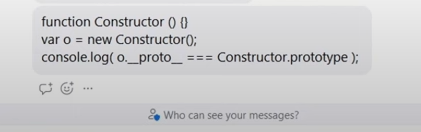 function Constructor () {}
var o = new Constructor();
console.log( o.__proto__ === Constructor.prototype );
Who can see your messages?